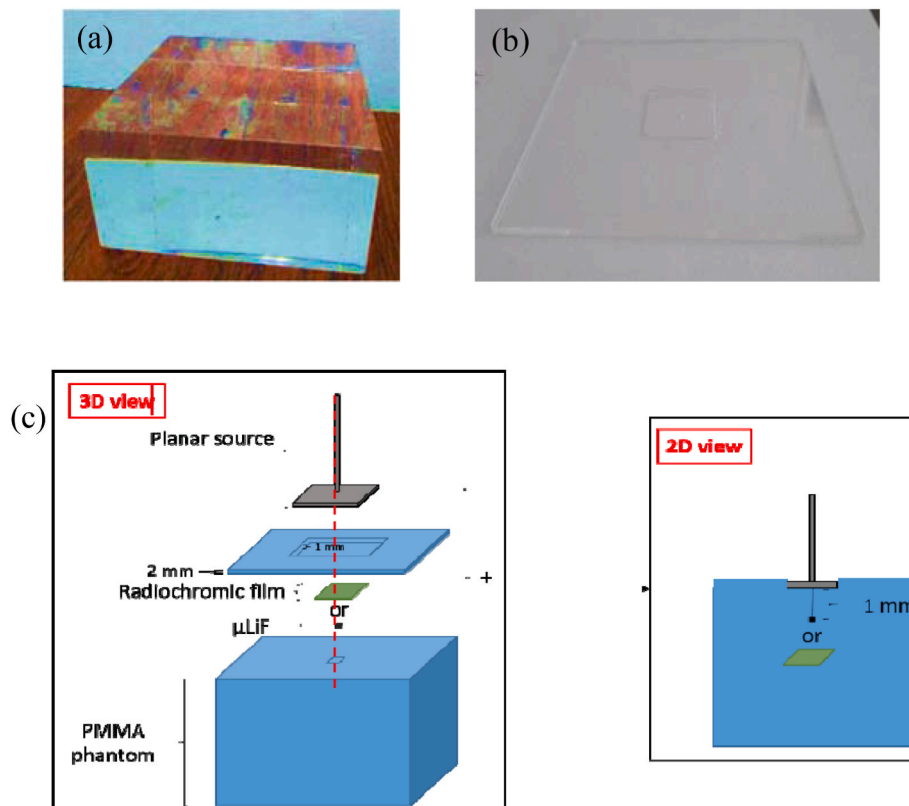 (a)
(b)
(c)
3D view
Planar source
1 mm
2 mm
Radiochromic film
or
μLiF
PMMA
phantom
2D view
1 mm
or